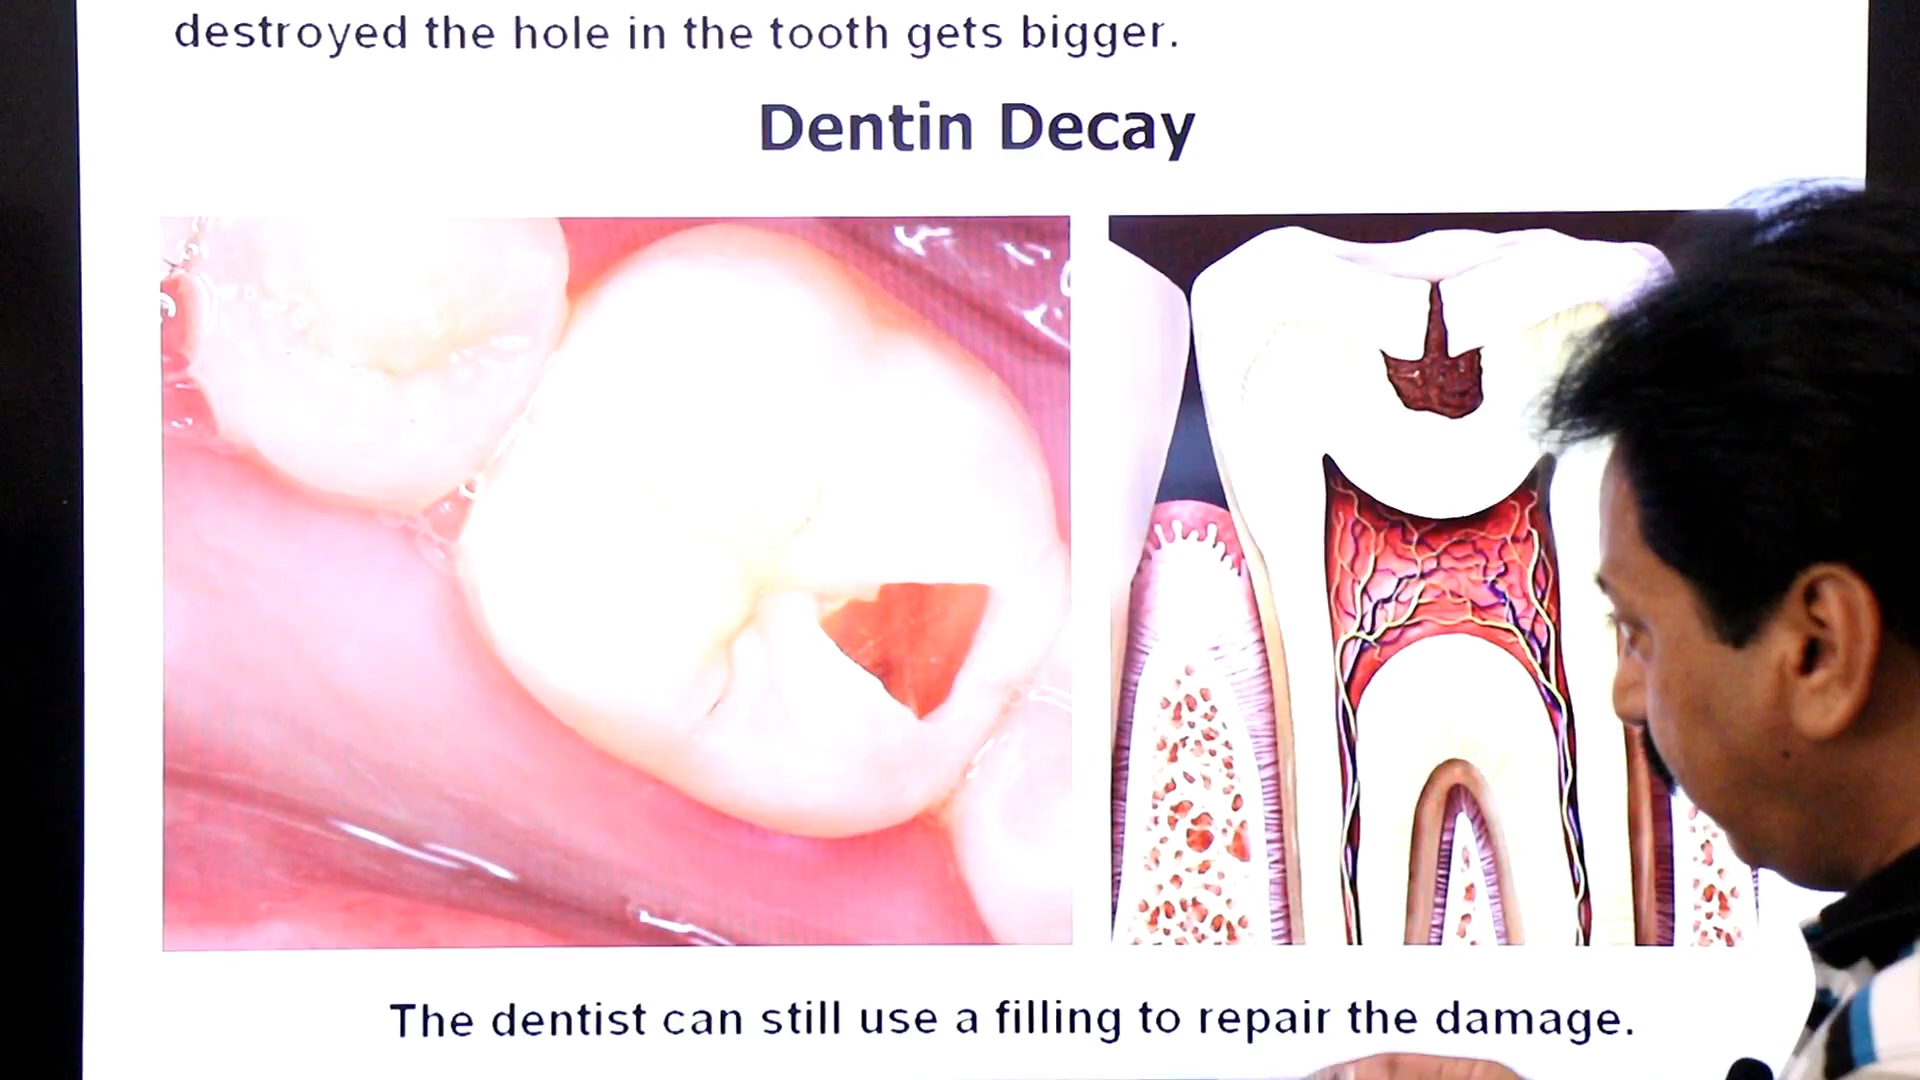 destroyed the hole in the tooth gets bigger.
Dentin Decay
The dentist can still use a filling to repair the damage.